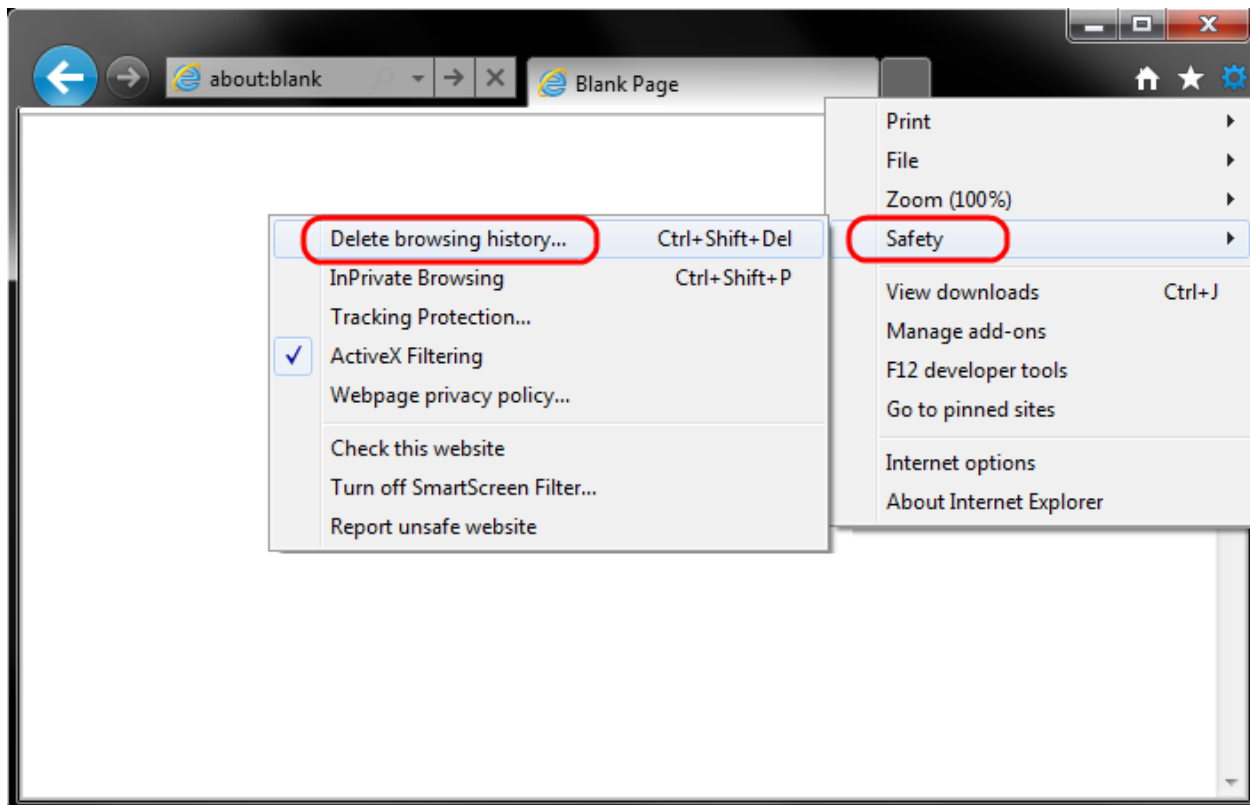 about:blank
Blank Page
Print
File
Zoom (100%)
Safety
View downloads Ctrl+J
Manage add-ons
F12 developer tools
Go to pinned sites
Internet options
About Internet Explorer
Delete browsing history... Ctrl+Shift+Del
InPrivate Browsing Ctrl+Shift+P
Tracking Protection...
ActiveX Filtering
Webpage privacy policy...
Check this website
Turn off SmartScreen Filter...
Report unsafe website